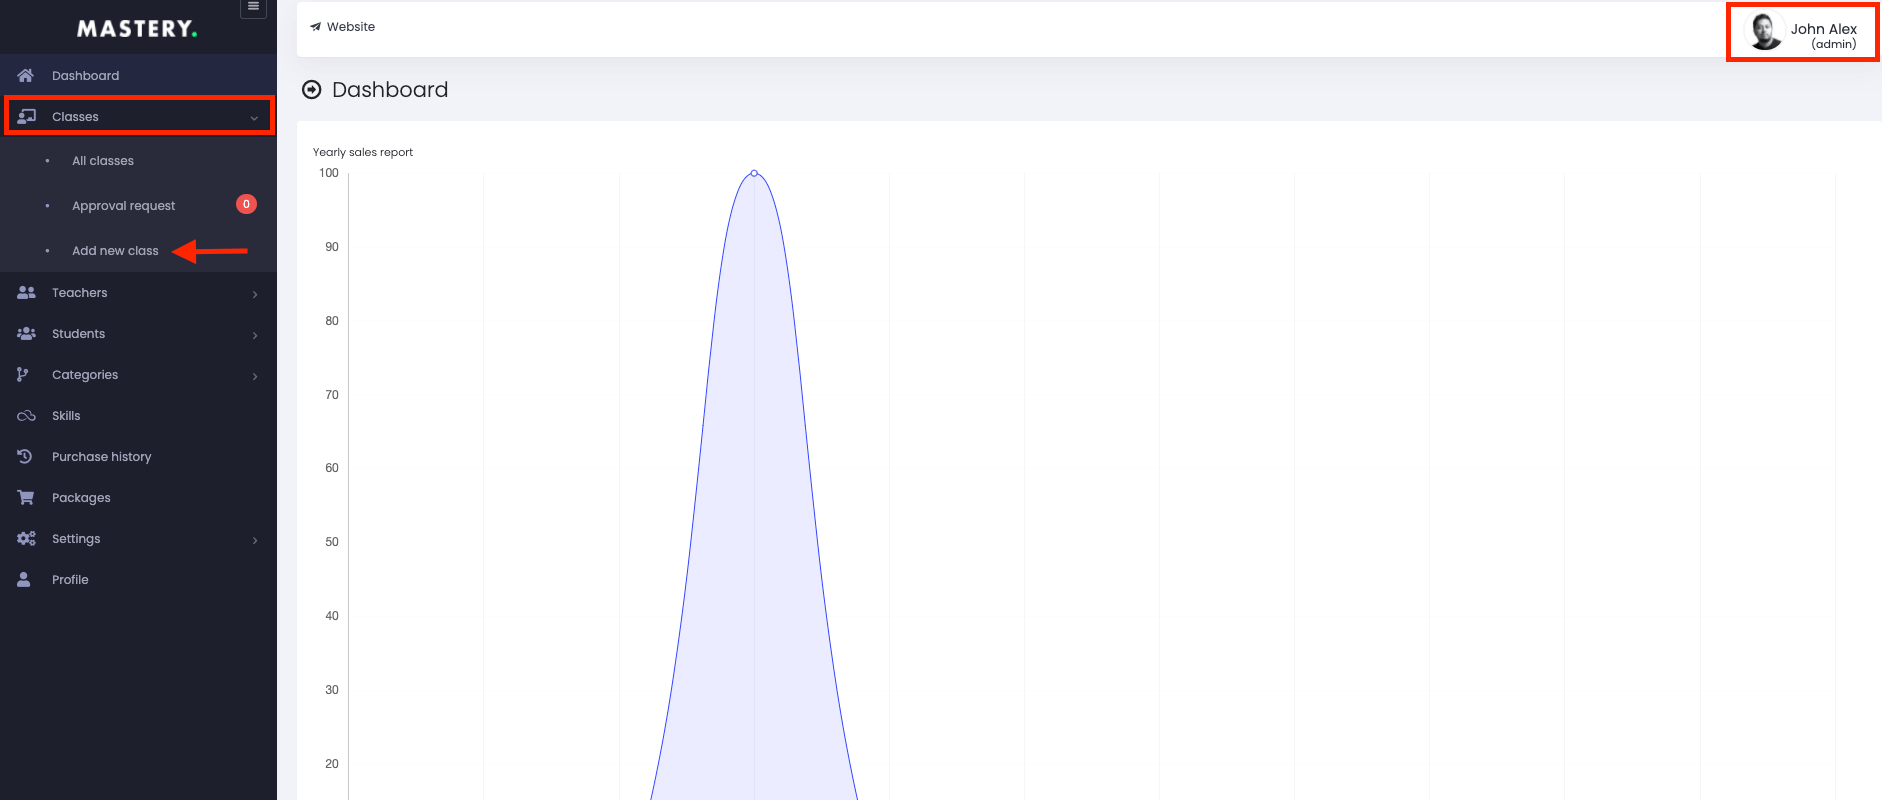 MASTERY.
Dashboard
Classes
All classes
Approval request 0
Add new class
Teachers
Students
Categories
Skills
Purchase history
Packages
Settings
Profile
Website
John Alex
(admin)
Dashboard
Yearly sales report
100
90
80
70
60
50
40
30
20